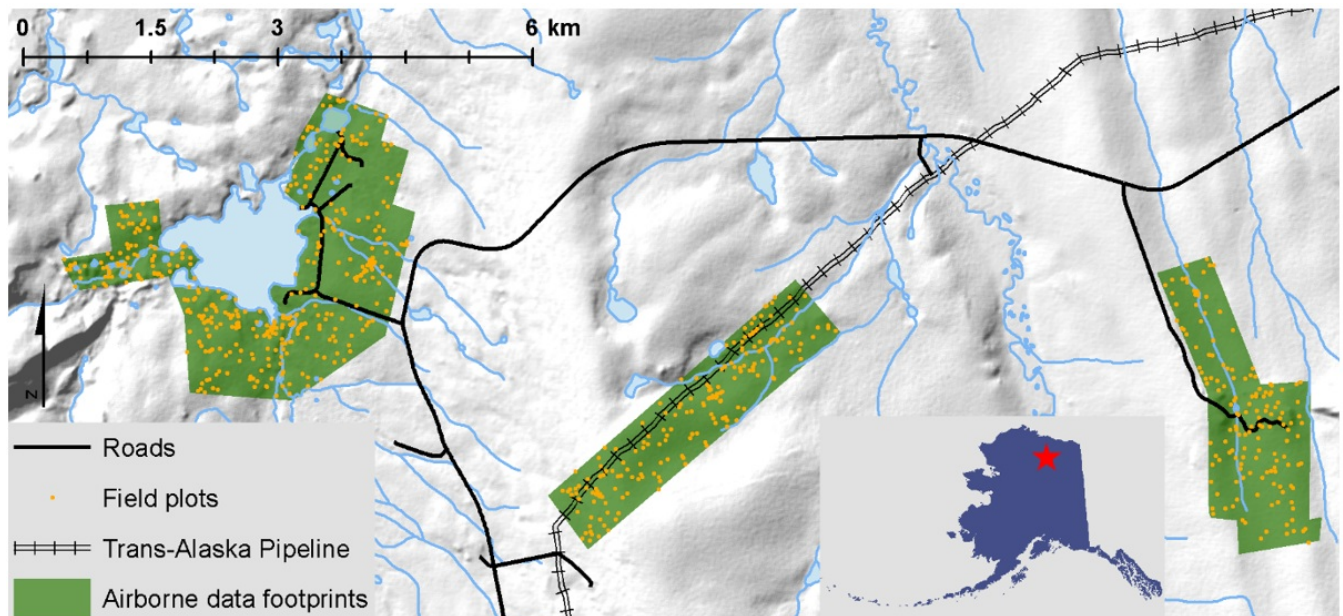 0 1.5 3 6 km
N
Roads
Field plots
Trans-Alaska Pipeline
Airborne data footprints